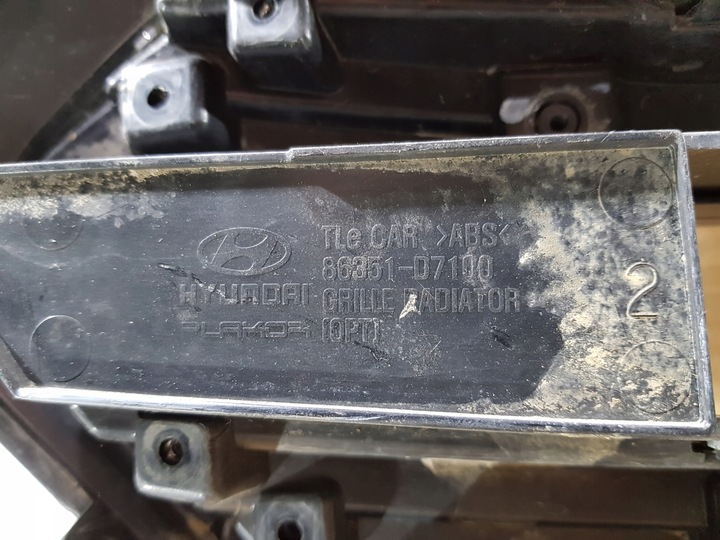 TLe CAR >ABS<
86351-D7100
HYUNDAI GRILLE RADIATOR
PLAKOR (OPT)
2